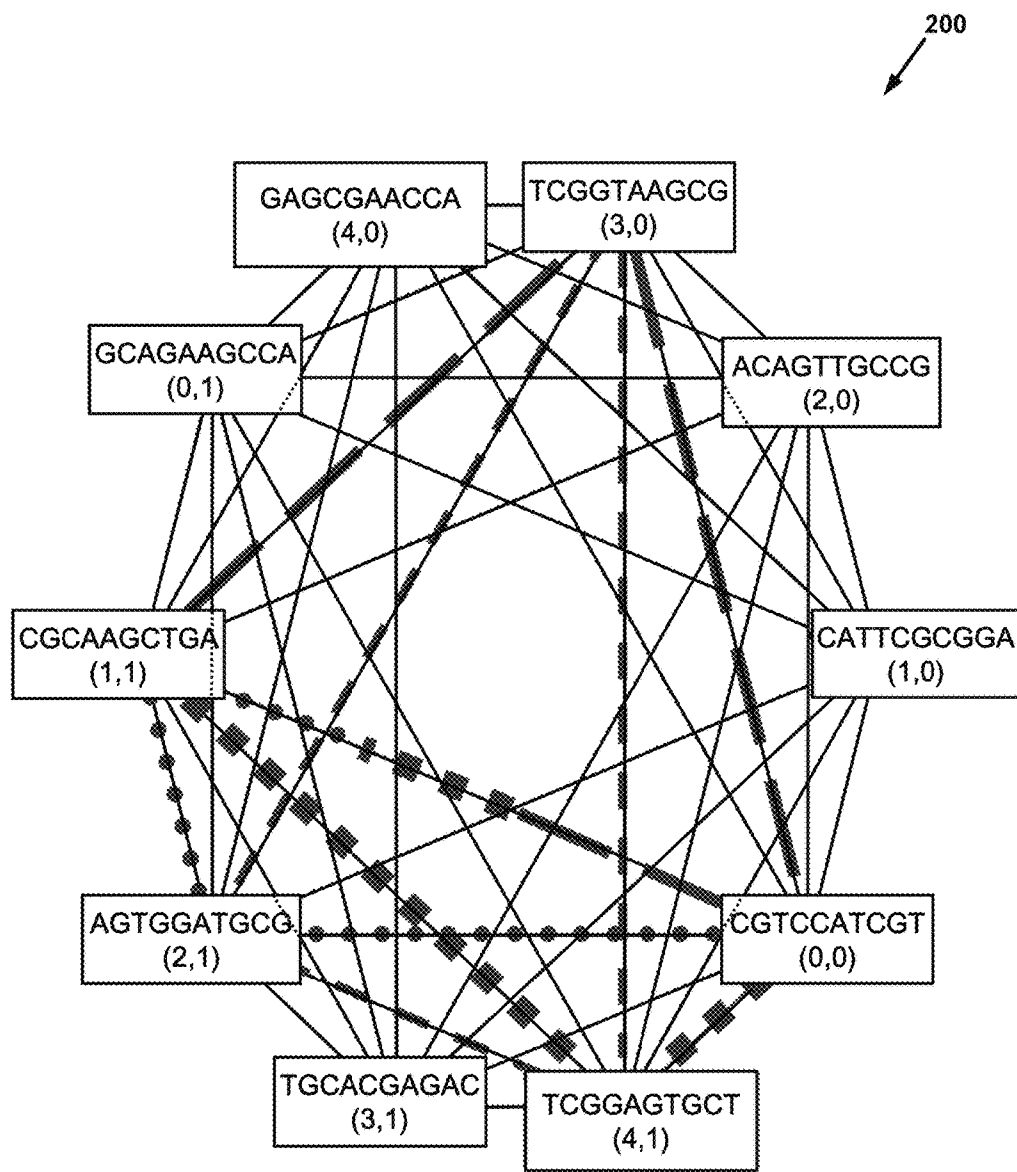 200
GAGCGAACCA
(4,0)
TCGGTAAGCG
(3,0)
GCAGAAGCCA
(0,1)
ACAGTTGCCG
(2,0)
CGCAAGCTGA
(1,1)
CATTCGCGGA
(1,0)
AGTGGATGCG
(2,1)
CGTCCATCGT
(0,0)
TGCACGAGAC
(3,1)
TCGGAGTGCT
(4,1)